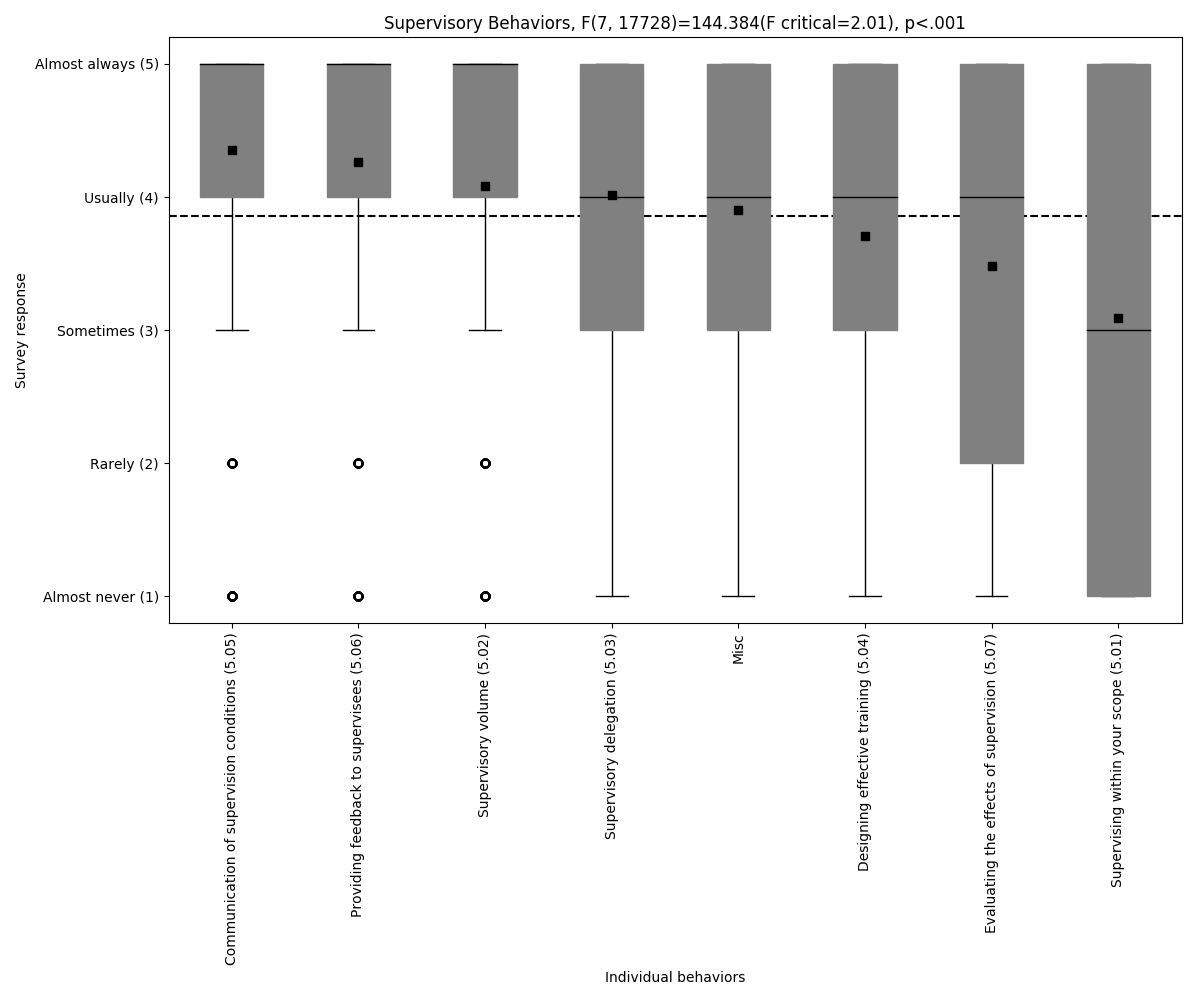 Supervisory Behaviors, F(7, 17728)=144.384(F critical=2.01), p<.001
Survey response
Almost always (5)
Usually (4)
Sometimes (3)
Rarely (2)
Almost never (1)
Communication of supervision conditions (5.05)
Providing feedback to supervisees (5.06)
Supervisory volume (5.02)
Supervisory delegation (5.03)
Misc
Designing effective training (5.04)
Evaluating the effects of supervision (5.07)
Supervising within your scope (5.01)
Individual behaviors